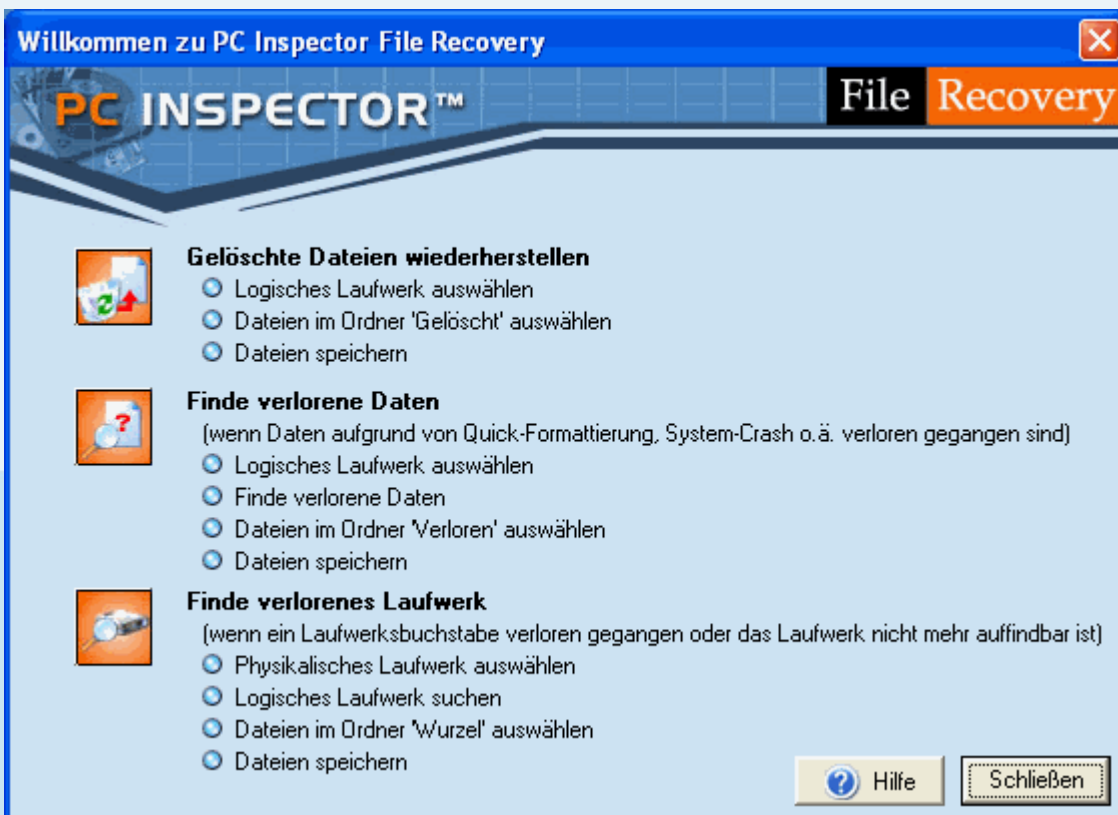 Willkommen zu PC Inspector File Recovery
PC INSPECTOR™
File Recovery
Gelöschte Dateien wiederherstellen
Logisches Laufwerk auswählen
Dateien im Ordner 'Gelöscht' auswählen
Dateien speichern
?
Finde verlorene Daten
(wenn Daten aufgrund von Quick-Formattierung, System-Crash o.ä. verloren gegangen sind)
Logisches Laufwerk auswählen
Finde verlorene Daten
Dateien im Ordner 'Verloren' auswählen
Dateien speichern
Finde verlorenes Laufwerk
(wenn ein Laufwerksbuchstabe verloren gegangen oder das Laufwerk nicht mehr auffindbar ist)
Physikalisches Laufwerk auswählen
Logisches Laufwerk suchen
Dateien im Ordner 'Wurzel' auswählen
Dateien speichern
? Hilfe
Schließen